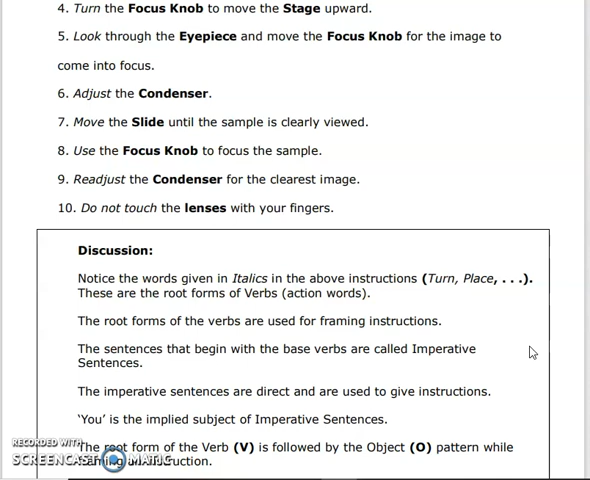 4. Turn the Focus Knob to move the Stage upward.
5. Look through the Eyepiece and move the Focus Knob for the image to
come into focus.
6. Adjust the Condenser.
7. Move the Slide until the sample is clearly viewed.
8. Use the Focus Knob to focus the sample.
9. Readjust the Condenser for the clearest image.
10. Do not touch the lenses with your fingers.
Discussion:
Notice the words given in Italics in the above instructions (Turn, Place, . . .).
These are the root forms of Verbs (action words).
The root forms of the verbs are used for framing instructions.
The sentences that begin with the base verbs are called Imperative
Sentences.
The imperative sentences are direct and are used to give instructions.
‘You’ is the implied subject of Imperative Sentences.
The root form of the Verb (V) is followed by the Object (O) pattern while
framing an instruction.
RECORDED WITH
SCREENCAST MATIC